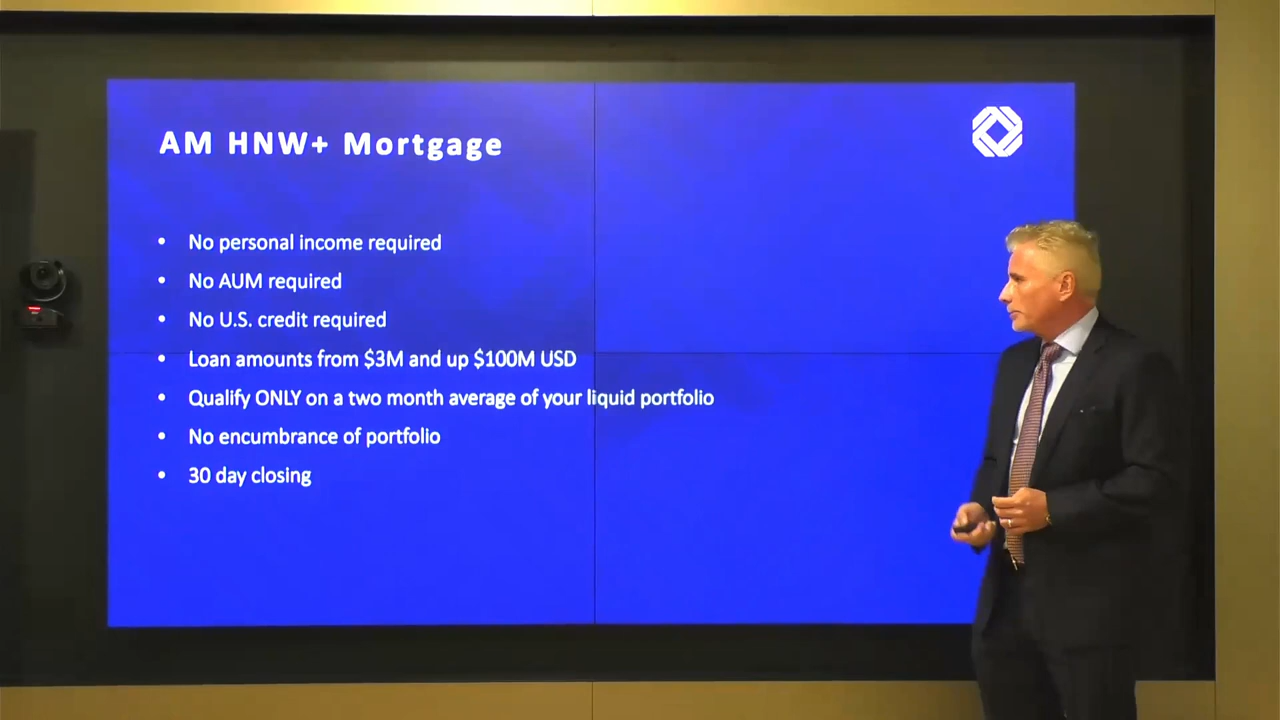 AM HNW+ Mortgage
• No personal income required
• No AUM required
• No U.S. credit required
• Loan amounts from $3M and up $100M USD
• Qualify ONLY on a two month average of your liquid portfolio
• No encumbrance of portfolio
• 30 day closing